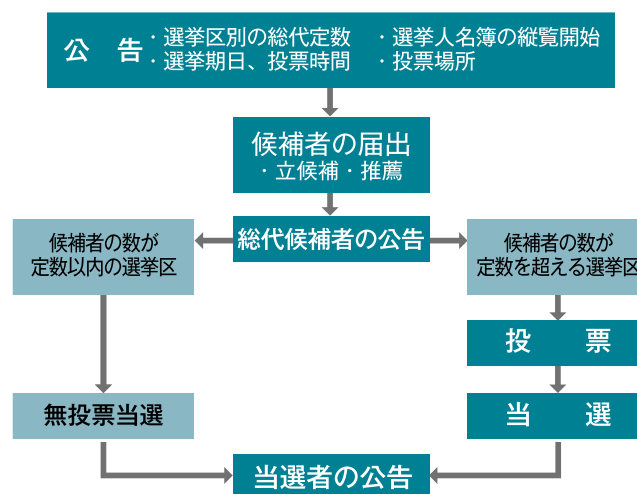 公　告
・選挙区別の総代定数　・選挙人名簿の縦覧開始
・選挙期日、投票時間　・投票場所
候補者の届出
・立候補・推薦
総代候補者の公告
候補者の数が
定数以内の選挙区
候補者の数が
定数を超える選挙区
投　票
無投票当選
当　選
当選者の公告